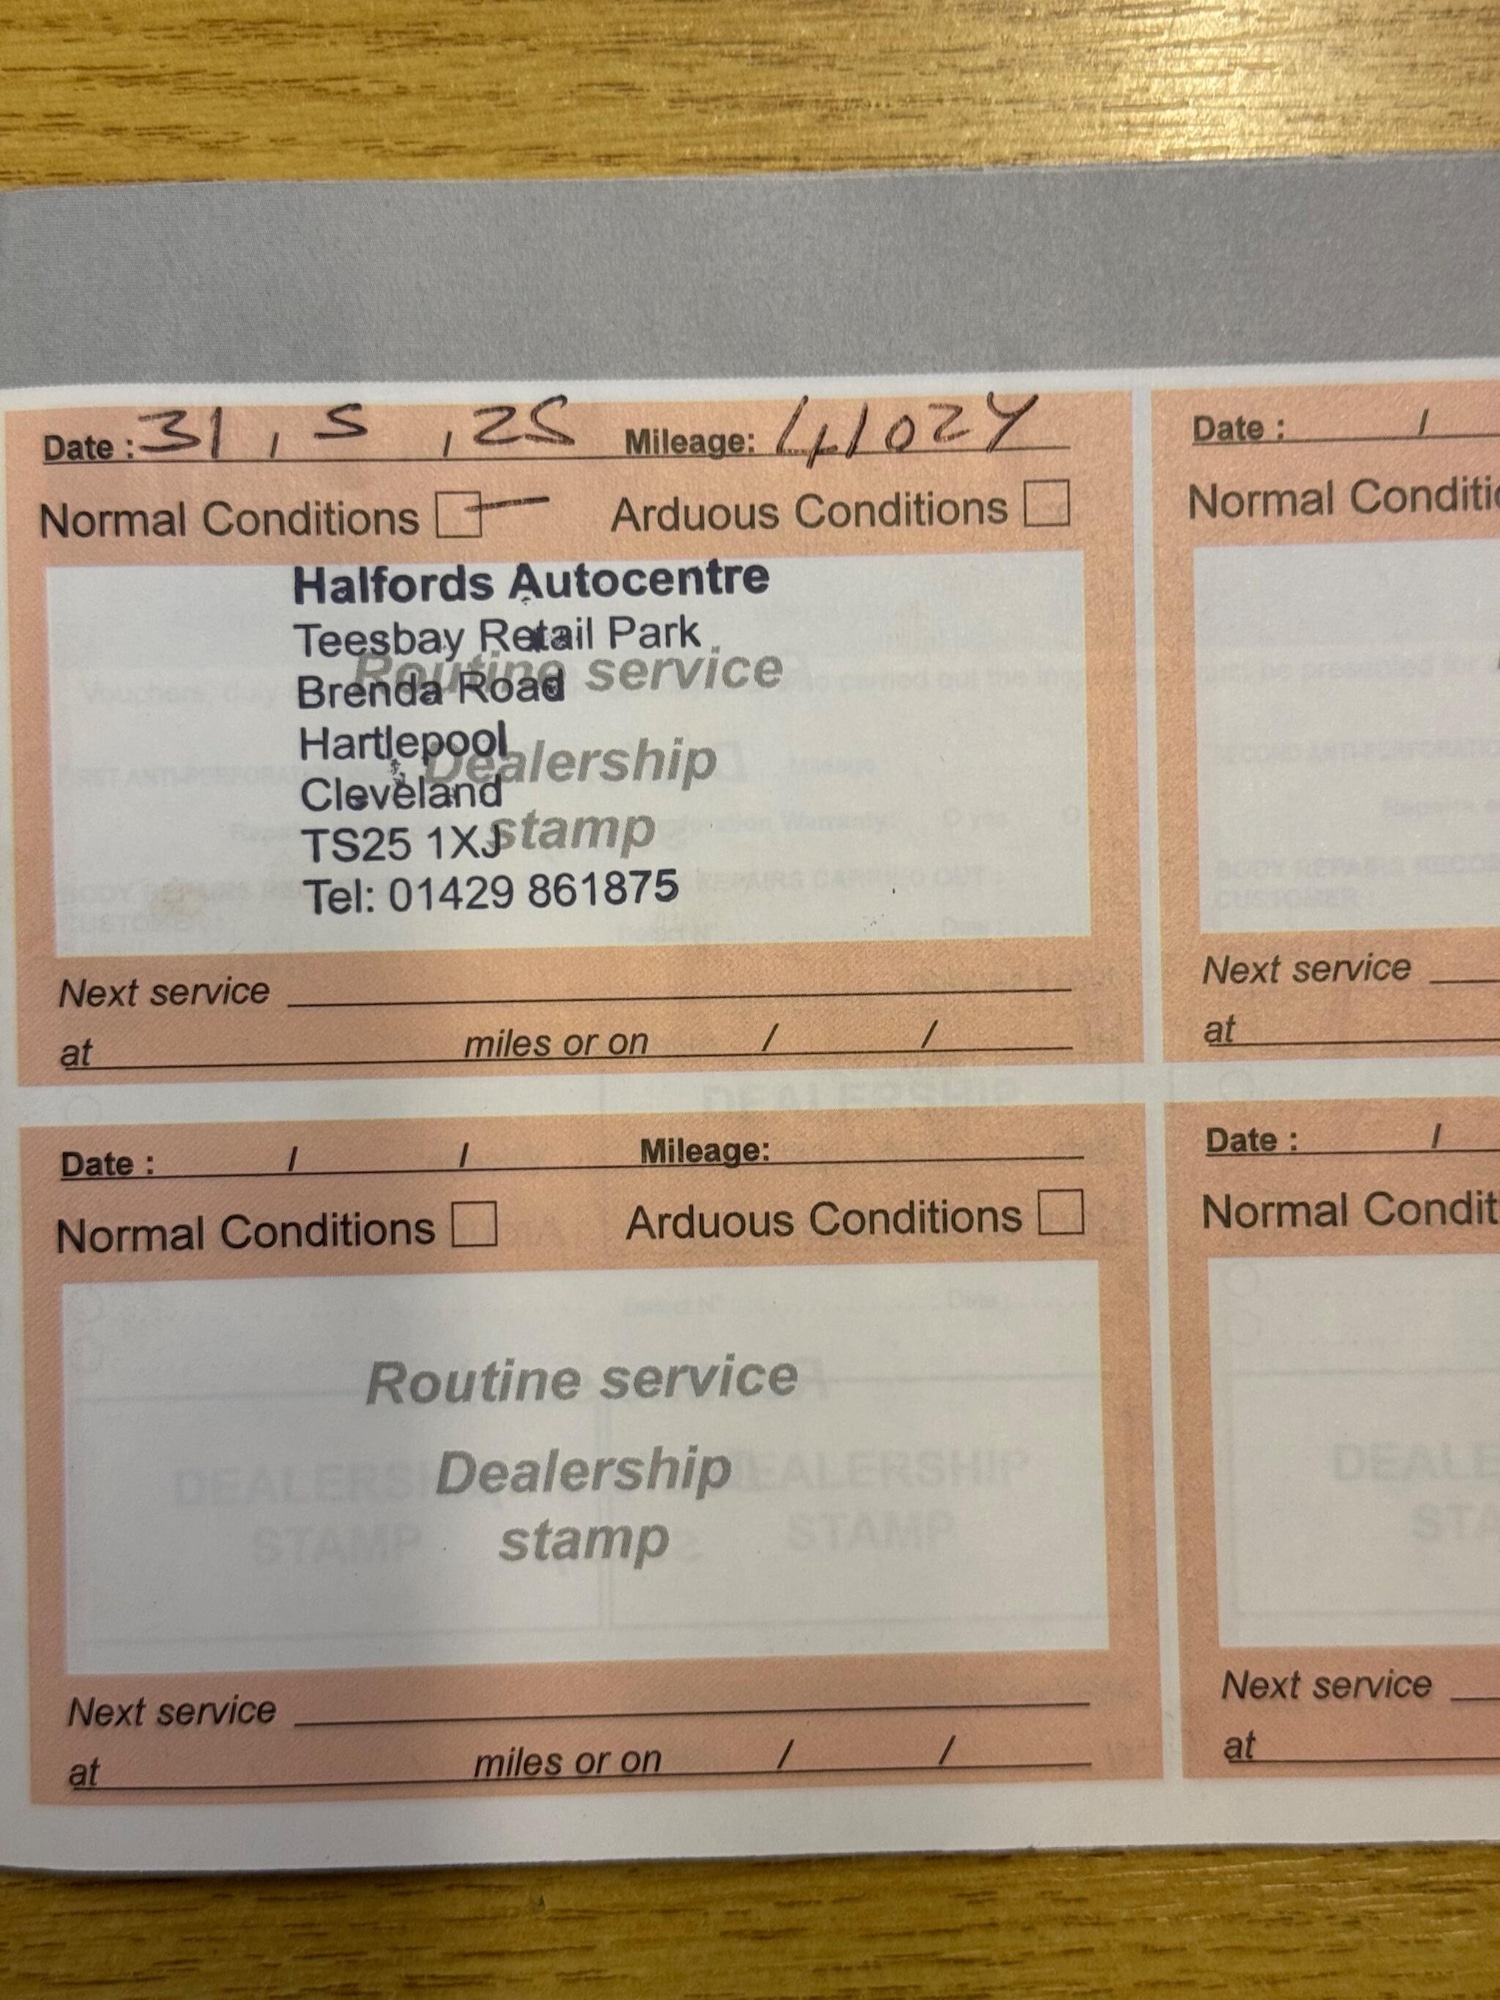 Date : 31 / 5 / 25 Mileage: 41024
Normal Conditions Arduous Conditions
Halfords Autocentre
Teesbay Retail Park
Routine service
Brenda Road
Hartlepool
Dealership
Cleveland
stamp
TS25 1XJ
Tel: 01429 861875
Next service
at miles or on / /
Date : /
Normal Conditi
Next service
at
Date : / / Mileage:
Normal Conditions Arduous Conditions
Routine service
Dealership
stamp
Next service
at miles or on / /
Date : /
Normal Condit
Next service
at